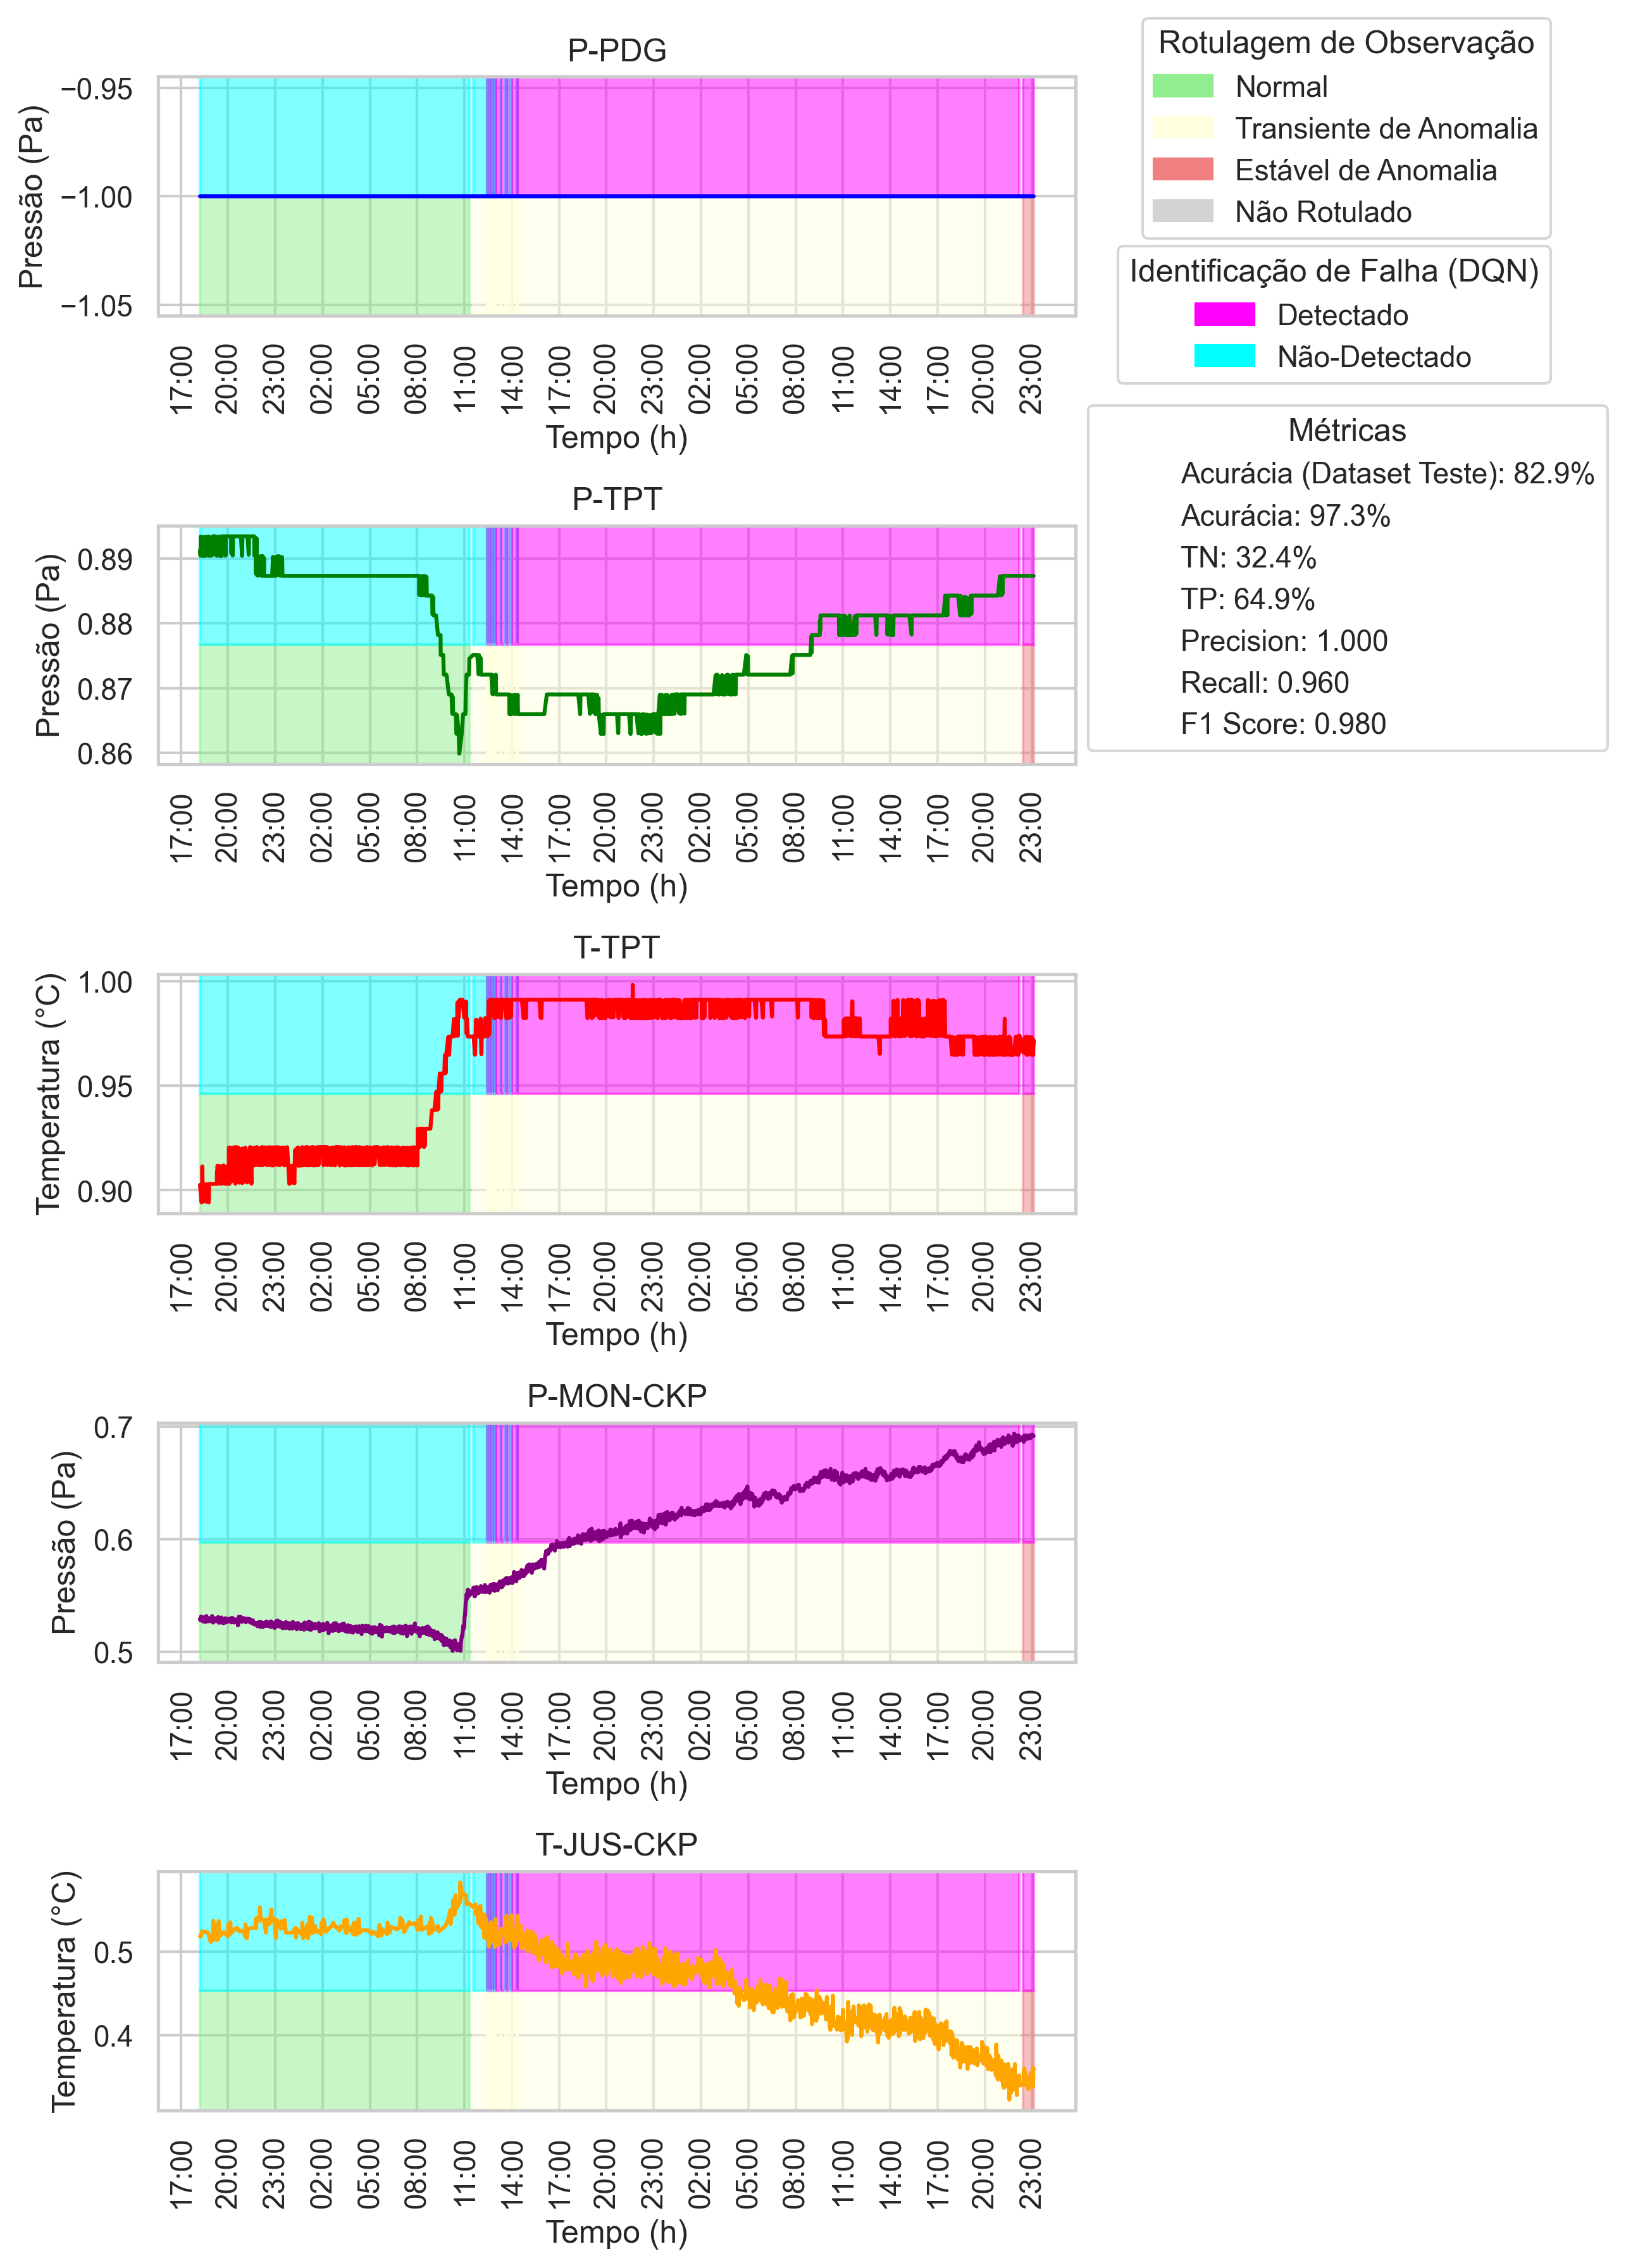 P-PDG
Pressão (Pa)
−0.95
−1.00
−1.05
17:00 20:00 23:00 02:00 05:00 08:00 11:00 14:00 17:00 20:00 23:00 02:00 05:00 08:00 11:00 14:00 17:00 20:00 23:00
Tempo (h)
Rotulagem de Observação
Normal
Transiente de Anomalia
Estável de Anomalia
Não Rotulado
Identificação de Falha (DQN)
Detectado
Não-Detectado
Métricas
Acurácia (Dataset Teste): 82.9%
Acurácia: 97.3%
TN: 32.4%
TP: 64.9%
Precision: 1.000
Recall: 0.960
F1 Score: 0.980
P-TPT
Pressão (Pa)
0.89
0.88
0.87
0.86
17:00 20:00 23:00 02:00 05:00 08:00 11:00 14:00 17:00 20:00 23:00 02:00 05:00 08:00 11:00 14:00 17:00 20:00 23:00
Tempo (h)
T-TPT
Temperatura (°C)
1.00
0.95
0.90
17:00 20:00 23:00 02:00 05:00 08:00 11:00 14:00 17:00 20:00 23:00 02:00 05:00 08:00 11:00 14:00 17:00 20:00 23:00
Tempo (h)
P-MON-CKP
Pressão (Pa)
0.7
0.6
0.5
17:00 20:00 23:00 02:00 05:00 08:00 11:00 14:00 17:00 20:00 23:00 02:00 05:00 08:00 11:00 14:00 17:00 20:00 23:00
Tempo (h)
T-JUS-CKP
Temperatura (°C)
0.5
0.4
17:00 20:00 23:00 02:00 05:00 08:00 11:00 14:00 17:00 20:00 23:00 02:00 05:00 08:00 11:00 14:00 17:00 20:00 23:00
Tempo (h)